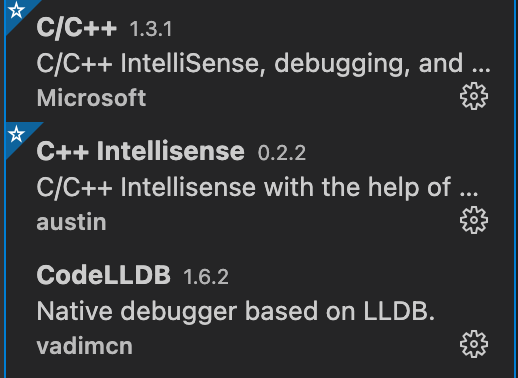 C/C++ 1.3.1
C/C++ IntelliSense, debugging, and ...
Microsoft
C++ Intellisense 0.2.2
C/C++ Intellisense with the help of ...
austin
CodeLLDB 1.6.2
Native debugger based on LLDB.
vadimcn